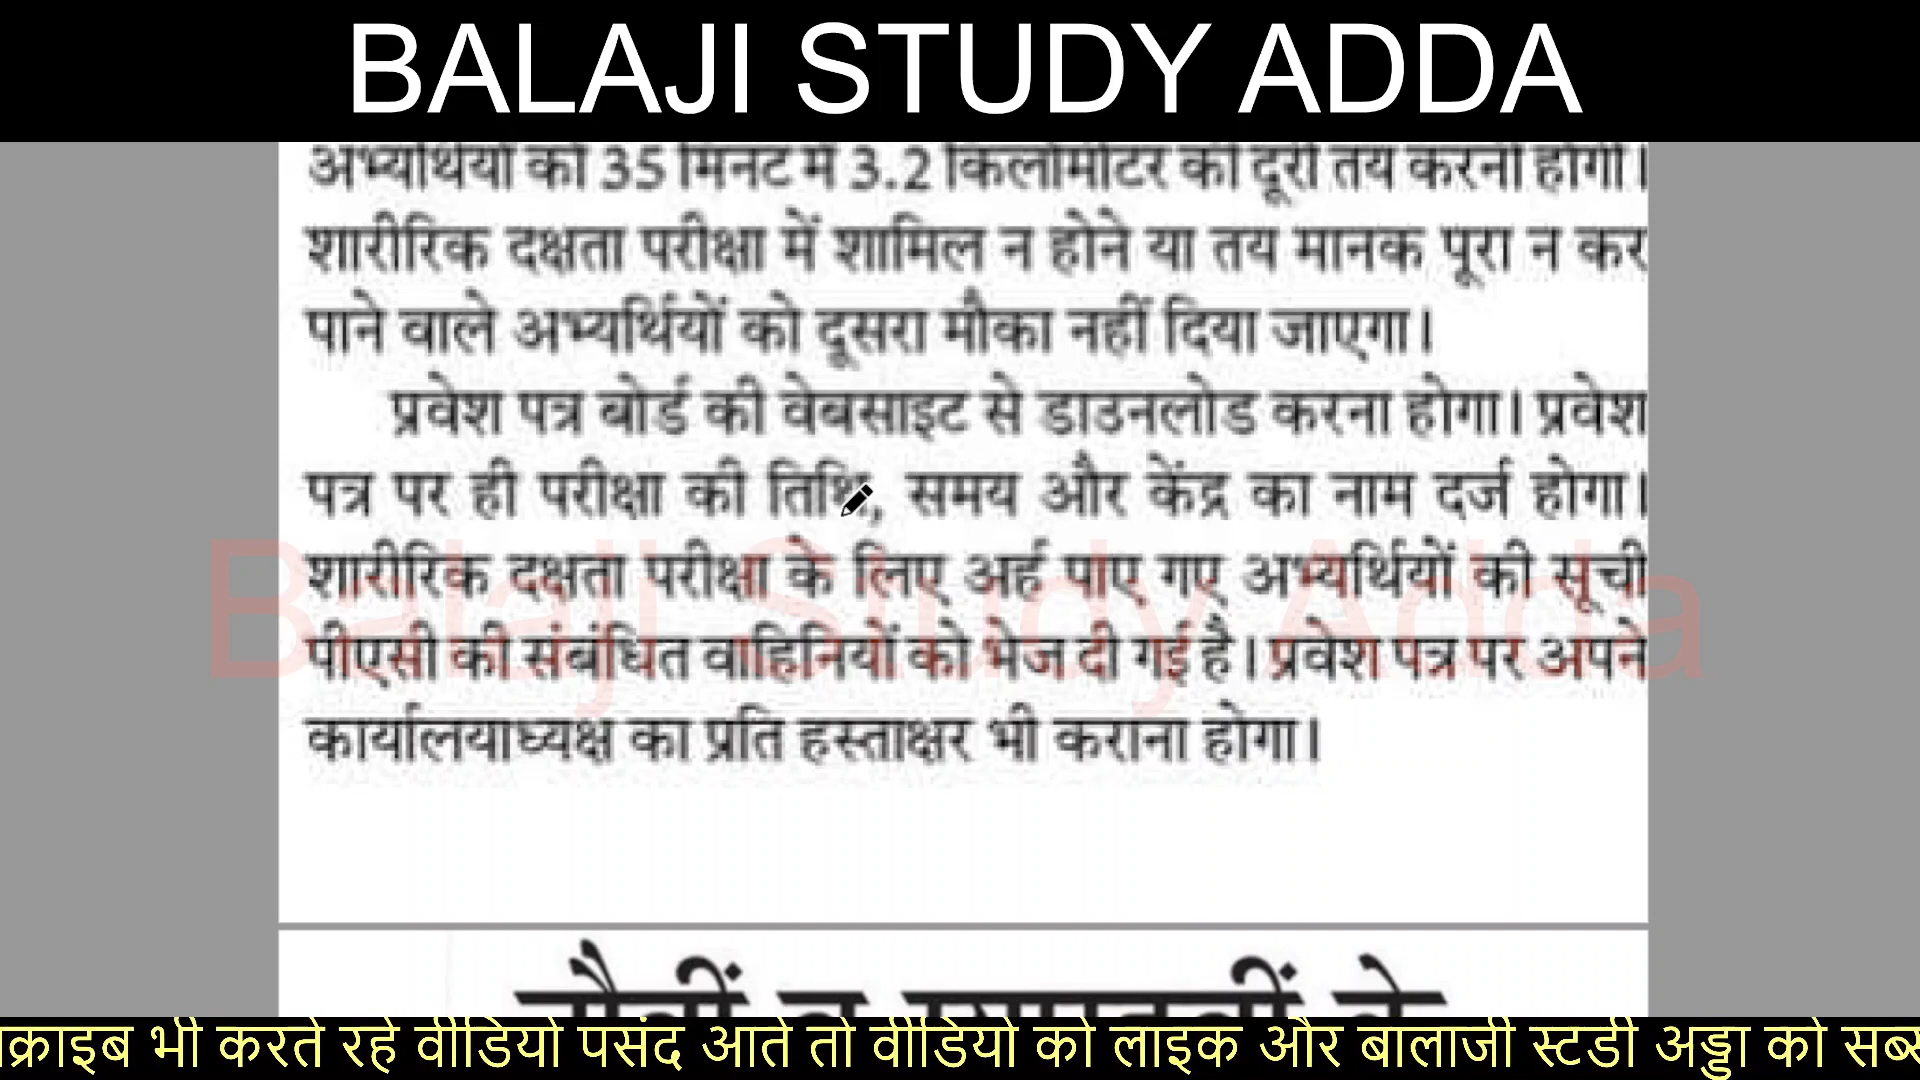 BALAJI STUDY ADDA
अभ्यर्थियों को 35 मिनट में 3.2 किलोमीटर की दूरी तय करनी होगी।
शारीरिक दक्षता परीक्षा में शामिल न होने या तय मानक पूरा न कर
पाने वाले अभ्यर्थियों को दूसरा मौका नहीं दिया जाएगा।
प्रवेश पत्र बोर्ड की वेबसाइट से डाउनलोड करना होगा। प्रवेश
पत्र पर ही परीक्षा की तिथि, समय और केंद्र का नाम दर्ज होगा।
शारीरिक दक्षता परीक्षा के लिए अर्ह पाए गए अभ्यर्थियों की सूची
पीएसी की संबंधित वाहिनियों को भेज दी गई है। प्रवेश पत्र पर अपने
कार्यालयाध्यक्ष का प्रति हस्ताक्षर भी कराना होगा।
Balaji Study Adda
क्राइब भी करते रहे वीडियो पसंद आते तो वीडियो को लाइक और बालाजी स्टडी अड्डा को सब्स